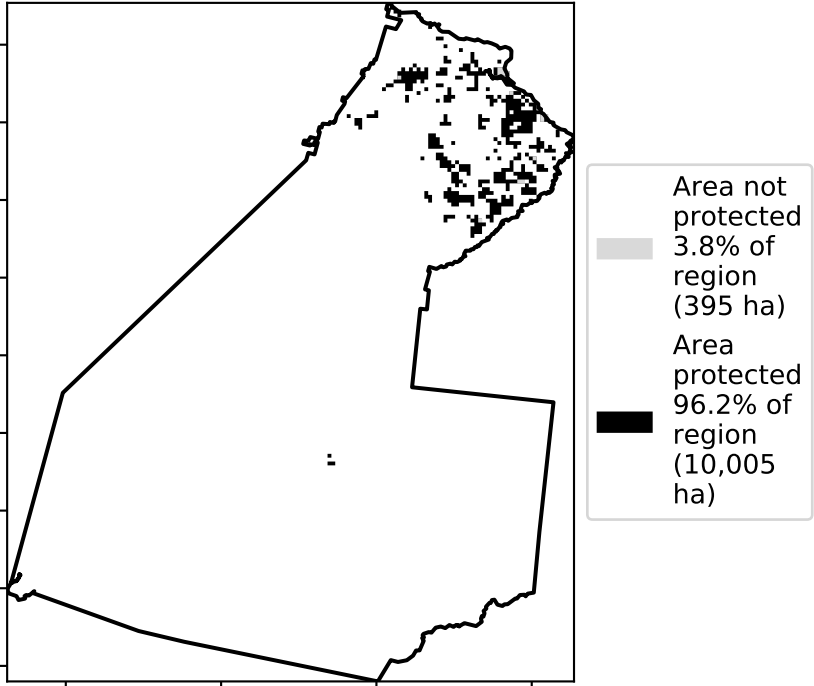 Area not
protected
3.8% of
region
(395 ha)
Area
protected
96.2% of
region
(10,005
ha)